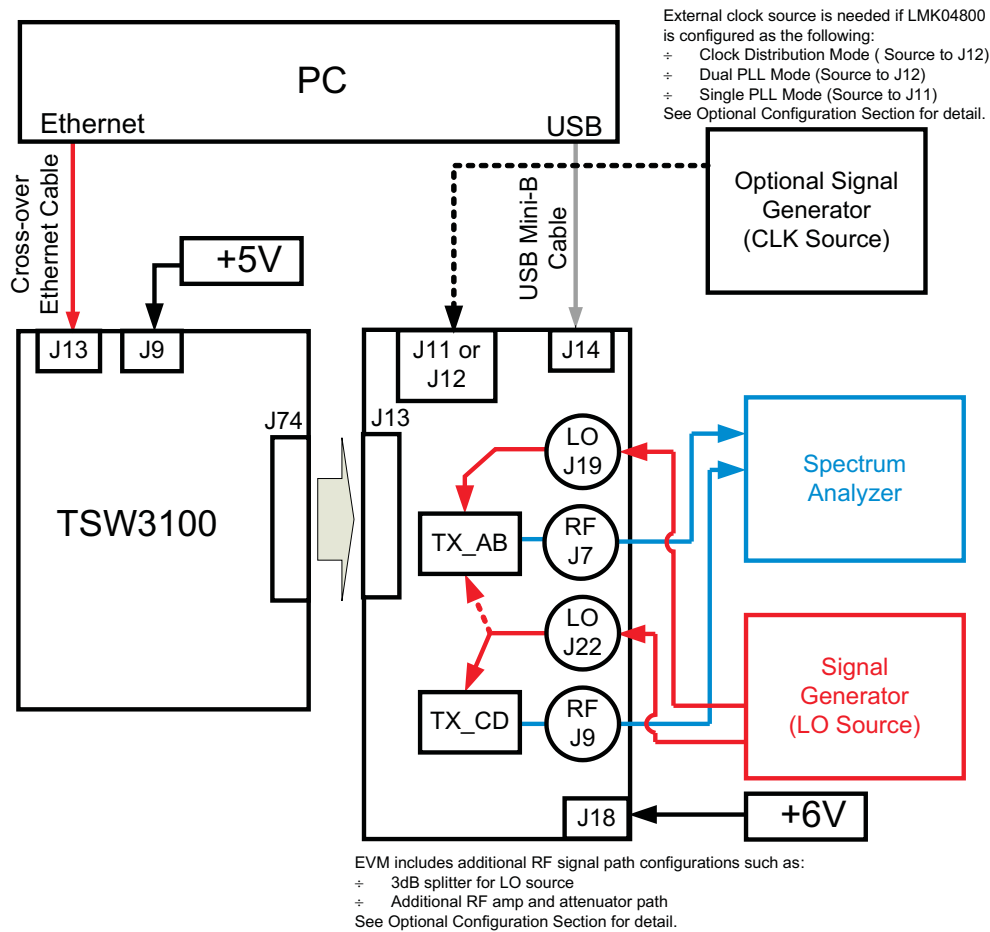 External clock source is needed if LMK04800
is configured as the following:
÷ Clock Distribution Mode ( Source to J12)
÷ Dual PLL Mode (Source to J12)
÷ Single PLL Mode (Source to J11)
See Optional Configuration Section for detail.
PC
Ethernet
USB
Cross-over
Ethernet Cable
USB Mini-B
Cable
Optional Signal
Generator
(CLK Source)
+5V
J13
J9
J11 or
J12
J14
J74
J13
TSW3100
LO
J19
TX_AB
RF
J7
LO
J22
TX_CD
RF
J9
Spectrum
Analyzer
Signal
Generator
(LO Source)
J18
+6V
EVM includes additional RF signal path configurations such as:
÷ 3dB splitter for LO source
÷ Additional RF amp and attenuator path
See Optional Configuration Section for detail.